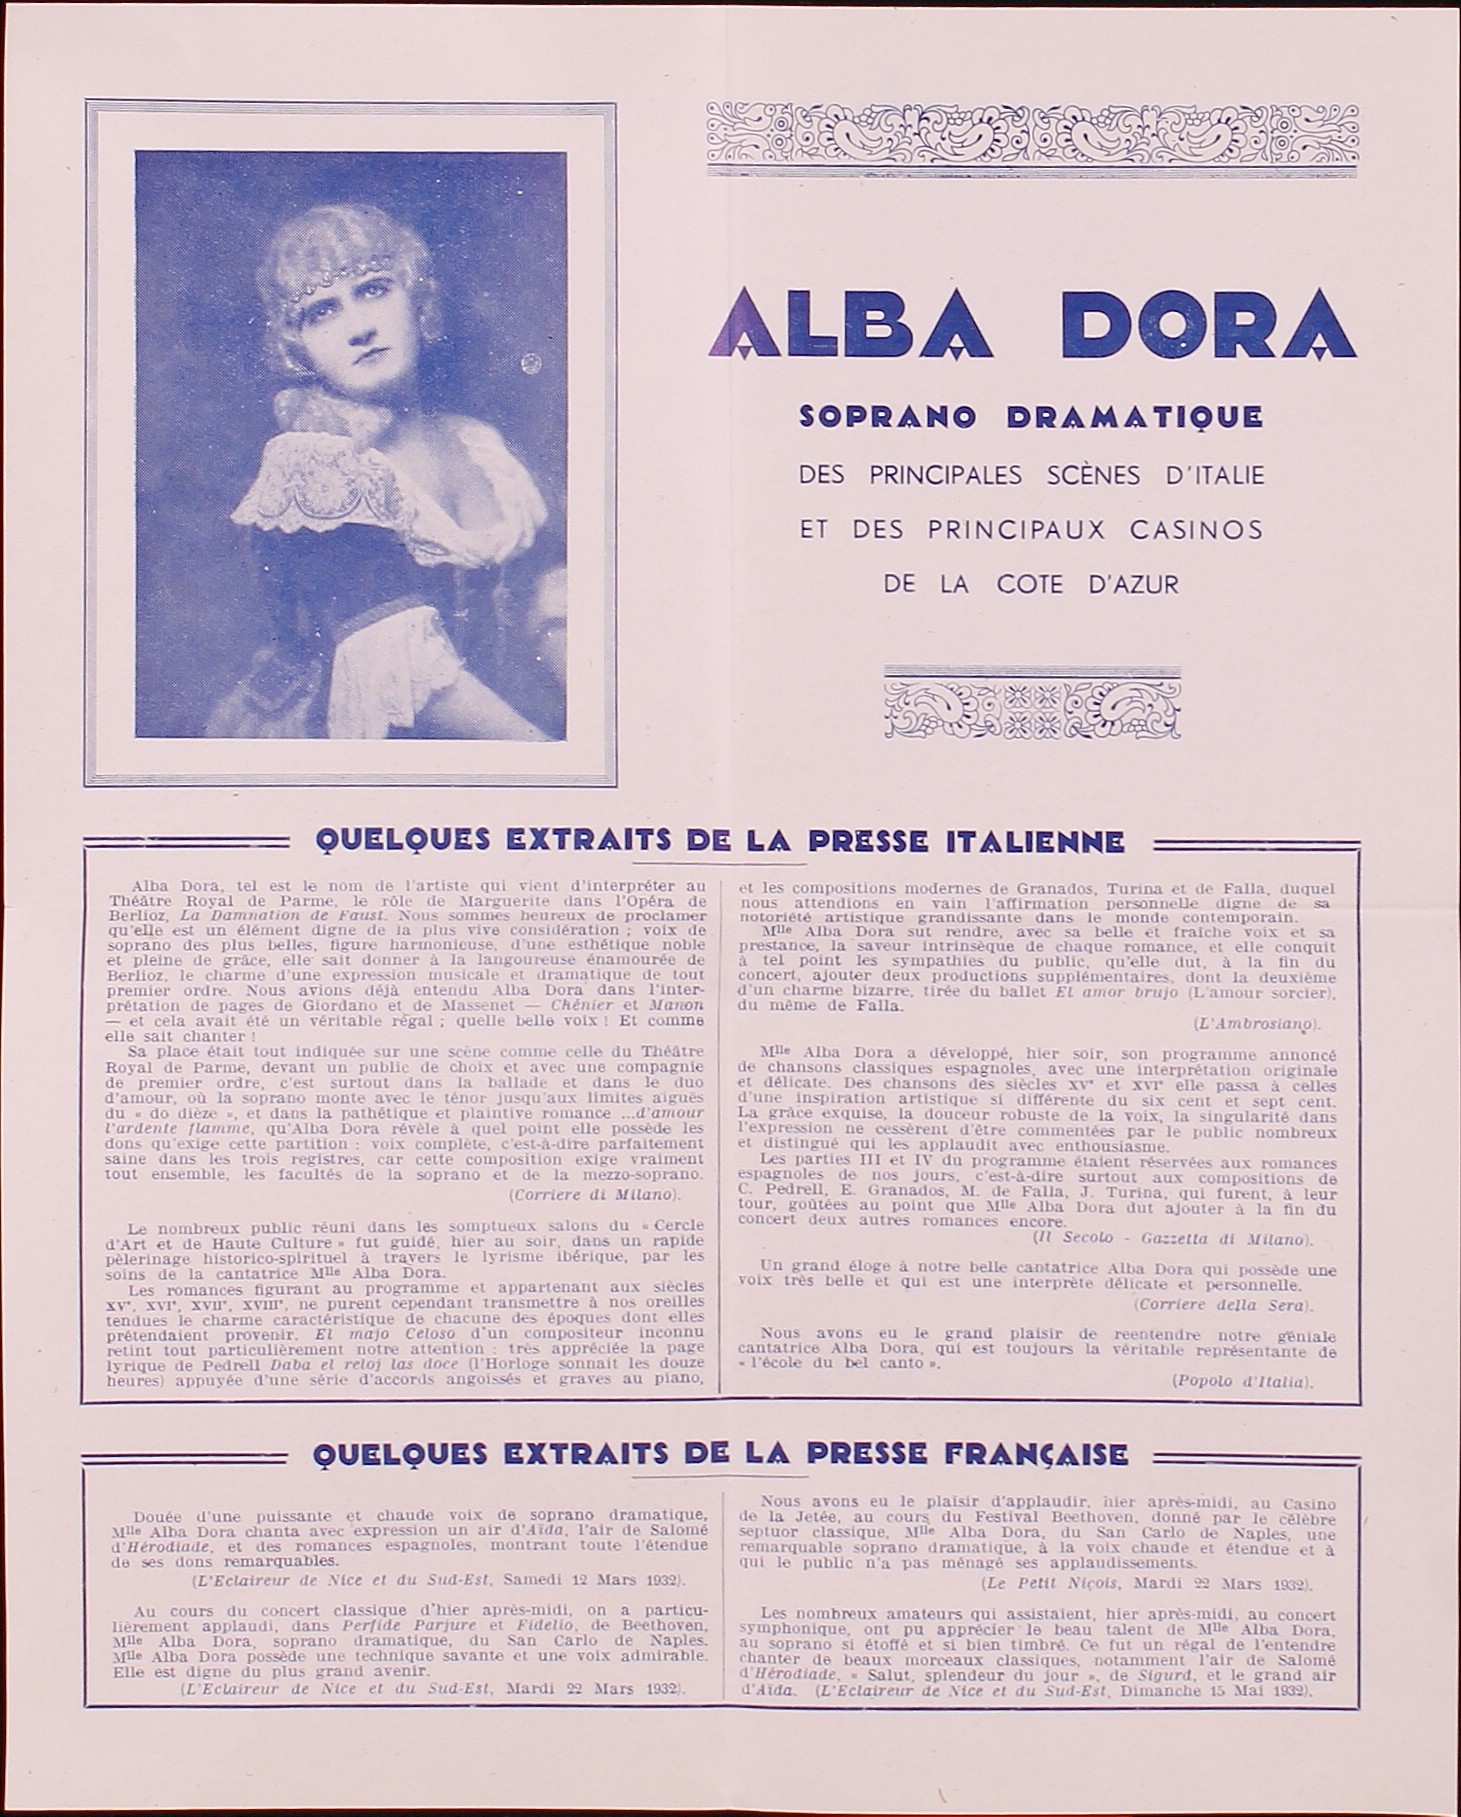 ALBA DORA
SOPRANO DRAMATIQUE
DES PRINCIPALES SCÈNES D'ITALIE
ET DES PRINCIPAUX CASINOS
DE LA COTE D'AZUR
QUELQUES EXTRAITS DE LA PRESSE ITALIENNE
Alba Dora, tel est le nom de l'artiste qui vient d'interpréter au
Théâtre Royal de Parme, le rôle de Marguerite dans l'Opéra de
Berlioz, La Damnation de Faust. Nous sommes heureux de proclamer
qu'elle est un élément digne de la plus vive considération ; voix de
soprano des plus belles, figure harmonieuse, d'une esthétique noble
et pleine de grâce, elle sait donner à la langoureuse énamourée de
Berlioz, le charme d'une expression musicale et dramatique de tout
premier ordre. Nous avions déjà entendu Alba Dora dans l'inter-
prétation de pages de Giordano et de Massenet — Chénier et Manon
— et cela avait été un véritable régal ; quelle belle voix ! Et comme
elle sait chanter !
Sa place était tout indiquée sur une scène comme celle du Théâtre
Royal de Parme, devant un public de choix et avec une compagnie
de premier ordre, c'est surtout dans la ballade et dans le duo
d'amour, où la soprano monte avec le ténor jusqu'aux limites aiguës
du « do dièze », et dans la pathétique et plaintive romance ...d'amour
l'ardente flamme, qu'Alba Dora révèle à quel point elle possède les
dons qu'exige cette partition : voix complète, c'est-à-dire parfaitement
saine dans les trois registres, car cette composition exige vraiment
tout ensemble, les facultés de la soprano et de la mezzo-soprano.
(Corriere di Milano).
Le nombreux public réuni dans les somptueux salons du « Cercle
d'Art et de Haute Culture » fut guidé, hier au soir, dans un rapide
pèlerinage historico-spirituel à travers le lyrisme ibérique, par les
soins de la cantatrice Mlle Alba Dora.
Les romances figurant au programme et appartenant aux siècles
XVe, XVIe, XVIIe, XVIIIe, ne purent cependant transmettre à nos oreilles
tendues le charme caractéristique de chacune des époques dont elles
prétendaient provenir. El majo Celoso d'un compositeur inconnu
retint tout particulièrement notre attention : très appréciée la page
lyrique de Pedrell Daba el reloj las doce (l'Horloge sonnait les douze
heures) appuyée d'une série d'accords angoissés et graves au piano,
et les compositions modernes de Granados, Turina et de Falla, duquel
nous attendions en vain l'affirmation personnelle digne de sa
notoriété artistique grandissante dans le monde contemporain.
Mlle Alba Dora sut rendre, avec sa belle et fraîche voix et sa
prestance, la saveur intrinsèque de chaque romance, et elle conquit
à tel point les sympathies du public, qu'elle dut, à la fin du
concert, ajouter deux productions supplémentaires, dont la deuxième
d'un charme bizarre, tirée du ballet El amor brujo (L'amour sorcier),
du même de Falla.
(L'Ambrosiano).
Mlle Alba Dora a développé, hier soir, son programme annoncé
de chansons classiques espagnoles, avec une interprétation originale
et délicate. Des chansons des siècles XVe et XVIe elle passa à celles
d'une inspiration artistique si différente du six cent et sept cent.
La grâce exquise, la douceur robuste de la voix, la singularité dans
l'expression ne cessèrent d'être commentées par le public nombreux
et distingué qui les applaudit avec enthousiasme.
Les parties III et IV du programme étaient réservées aux romances
espagnoles de nos jours, c'est-à-dire surtout aux compositions de
C. Pedrell, E. Granados, M. de Falla, J. Turina, qui furent, à leur
tour, goûtées au point que Mlle Alba Dora dut ajouter à la fin du
concert deux autres romances encore.
(Il Secolo - Gazzetta di Milano).
Un grand éloge à notre belle cantatrice Alba Dora qui possède une
voix très belle et qui est une interprète délicate et personnelle.
(Corriere della Sera).
Nous avons eu le grand plaisir de reentendre notre géniale
cantatrice Alba Dora, qui est toujours la véritable représentante de
« l'école du bel canto ».
(Popolo d'Italia).
QUELQUES EXTRAITS DE LA PRESSE FRANÇAISE
Douée d'une puissante et chaude voix de soprano dramatique,
Mlle Alba Dora chanta avec expression un air d'Aïda, l'air de Salomé
d'Hérodiade, et des romances espagnoles, montrant toute l'étendue
de ses dons remarquables.
(L'Eclaireur de Nice et du Sud-Est, Samedi 12 Mars 1932).
Au cours du concert classique d'hier après-midi, on a particu-
lièrement applaudi, dans Perfide Parjure et Fidelio, de Beethoven,
Mlle Alba Dora, soprano dramatique, du San Carlo de Naples.
Mlle Alba Dora possède une technique savante et une voix admirable.
Elle est digne du plus grand avenir.
(L'Eclaireur de Nice et du Sud-Est, Mardi 22 Mars 1932).
Nous avons eu le plaisir d'applaudir, hier après-midi, au Casino
de la Jetée, au cours du Festival Beethoven, donné par le célèbre
septuor classique, Mlle Alba Dora, du San Carlo de Naples, une
remarquable soprano dramatique, à la voix chaude et étendue et à
qui le public n'a pas ménagé ses applaudissements.
(Le Petit Niçois, Mardi 22 Mars 1932).
Les nombreux amateurs qui assistaient, hier après-midi, au concert
symphonique, ont pu apprécier le beau talent de Mlle Alba Dora,
au soprano si étoffé et si bien timbré. Ce fut un régal de l'entendre
chanter de beaux morceaux classiques, notamment l'air de Salomé
d'Hérodiade, « Salut, splendeur du jour », de Sigurd, et le grand air
d'Aïda. (L'Eclaireur de Nice et du Sud-Est, Dimanche 15 Mai 1932).